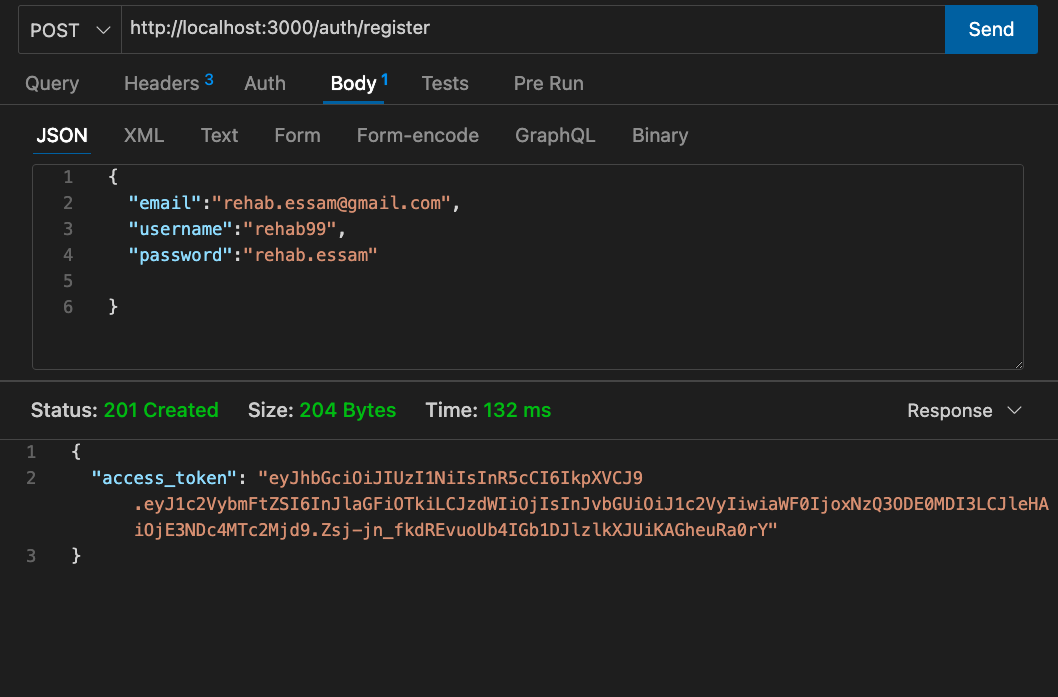 POST http://localhost:3000/auth/register Send
Query Headers 3 Auth Body 1 Tests Pre Run
JSON XML Text Form Form-encode GraphQL Binary
1 {
2 "email":"rehab.essam@gmail.com",
3 "username":"rehab99",
4 "password":"rehab.essam"
5
6 }
Status: 201 Created Size: 204 Bytes Time: 132 ms Response
1 {
2 "access_token": "eyJhbGciOiJIUzI1NiIsInR5cCI6IkpXVCJ9
.eyJ1c2VybmFtZSI6InJlaGFiOTkiLCJzdWIiOjIsInJvbGUiOiJ1c2VyIiwiaWF0IjoxNzQ3ODE0MDI3LCJleHA
iOjE3NDc4MTc2Mjd9.Zsj-jn_fkdREvuoUb4IGb1DJlzlkXJUiKAGheuRa0rY"
3 }